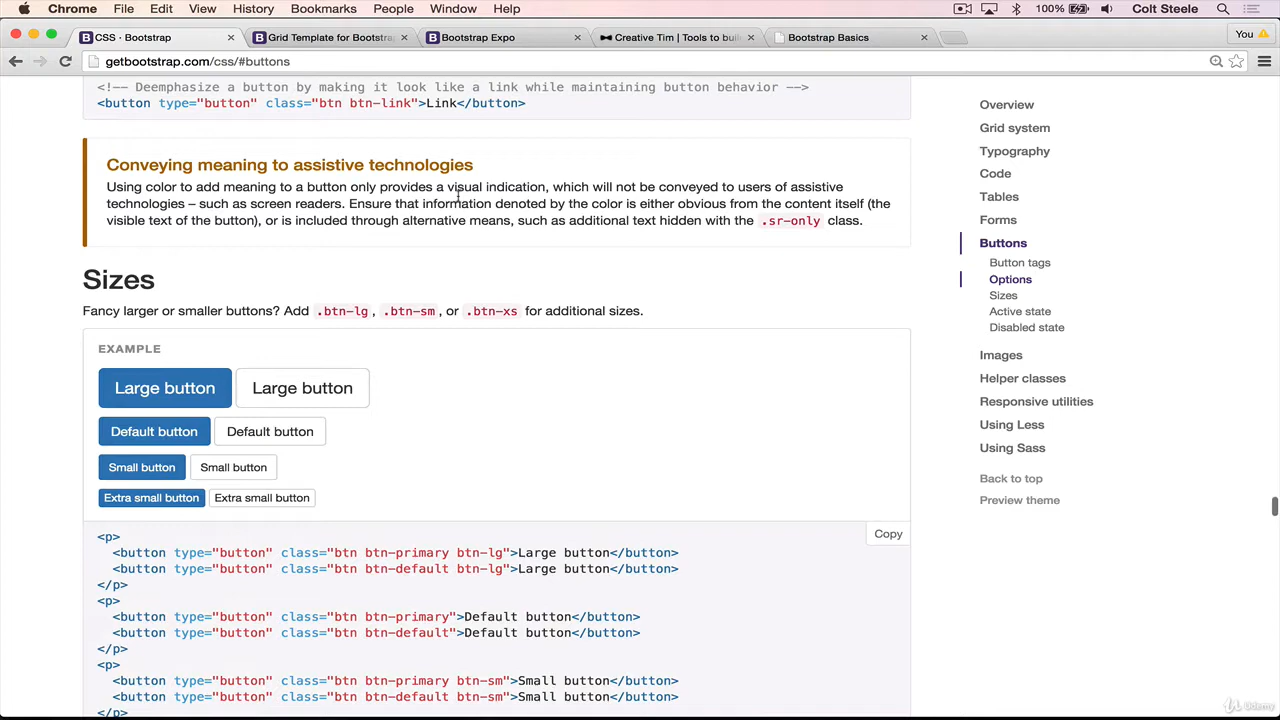 Chrome File Edit View History Bookmarks People Window Help 100% Colt Steele
CSS · Bootstrap Grid Template for Bootstrap Bootstrap Expo Creative Tim | Tools to buil Bootstrap Basics You
getbootstrap.com/css/#buttons
<!-- Deemphasize a button by making it look like a link while maintaining button behavior -->
<button type="button" class="btn btn-link">Link</button>
Conveying meaning to assistive technologies
Using color to add meaning to a button only provides a visual indication, which will not be conveyed to users of assistive
technologies – such as screen readers. Ensure that information denoted by the color is either obvious from the content itself (the
visible text of the button), or is included through alternative means, such as additional text hidden with the .sr-only class.
Sizes
Fancy larger or smaller buttons? Add .btn-lg, .btn-sm, or .btn-xs for additional sizes.
EXAMPLE
Large button Large button
Default button Default button
Small button Small button
Extra small button Extra small button
Copy
<p>
<button type="button" class="btn btn-primary btn-lg">Large button</button>
<button type="button" class="btn btn-default btn-lg">Large button</button>
</p>
<p>
<button type="button" class="btn btn-primary">Default button</button>
<button type="button" class="btn btn-default">Default button</button>
</p>
<p>
<button type="button" class="btn btn-primary btn-sm">Small button</button>
<button type="button" class="btn btn-default btn-sm">Small button</button>
</p>
Overview
Grid system
Typography
Code
Tables
Forms
Buttons
Button tags
Options
Sizes
Active state
Disabled state
Images
Helper classes
Responsive utilities
Using Less
Using Sass
Back to top
Preview theme
Udemy